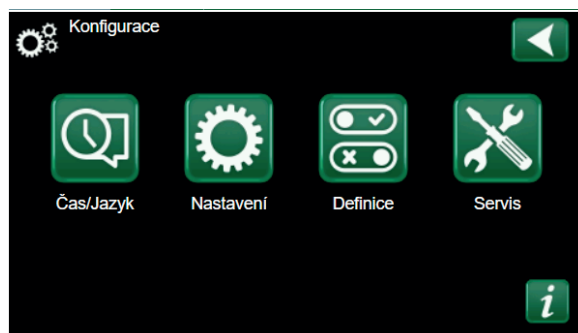 Konfigurace
Čas/Jazyk
Nastavení
Definice
Servis
i